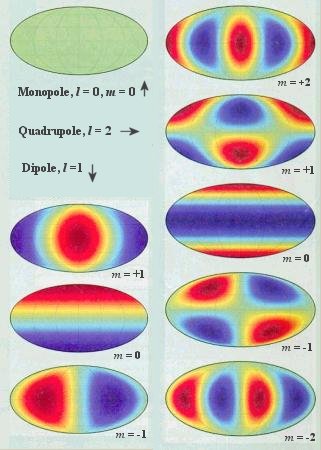 Monopole, l = 0, m = 0 ↑
Quadrupole, l = 2 →
Dipole, l = 1 ↓
m = +1
m = 0
m = -1
m = +2
m = +1
m = 0
m = -1
m = -2